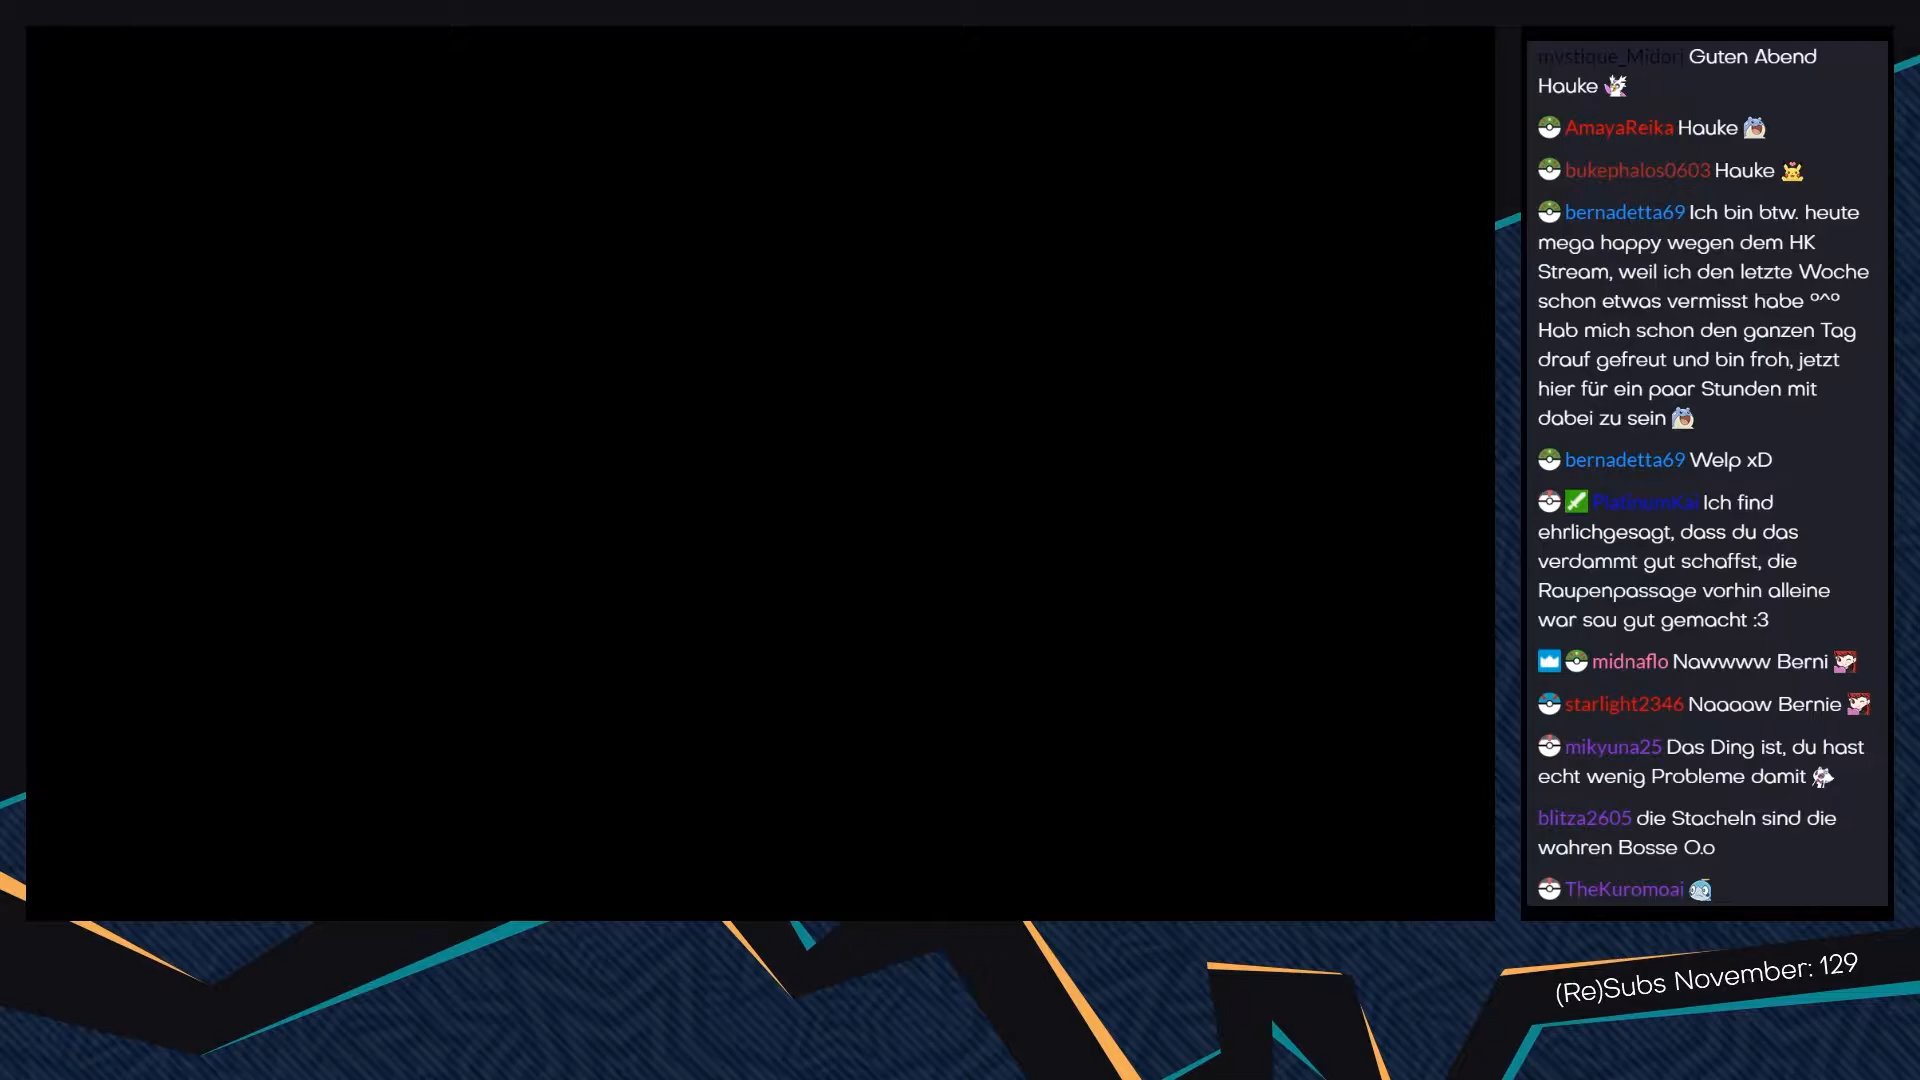 mystique_Midori Guten Abend
Hauke
AmayaReika Hauke
bukephalos0603 Hauke
bernadetta69 Ich bin btw. heute
mega happy wegen dem HK
Stream, weil ich den letzte Woche
schon etwas vermisst habe º^º
Hab mich schon den ganzen Tag
drauf gefreut und bin froh, jetzt
hier für ein paar Stunden mit
dabei zu sein
bernadetta69 Welp xD
PlatinumKai Ich find
ehrlichgesagt, dass du das
verdammt gut schaffst, die
Raupenpassage vorhin alleine
war sau gut gemacht :3
midnaflo Nawwww Berni
starlight2346 Naaaaw Bernie
mikyuna25 Das Ding ist, du hast
echt wenig Probleme damit
blitza2605 die Stacheln sind die
wahren Bosse O.o
TheKuromoai
(Re)Subs November: 129